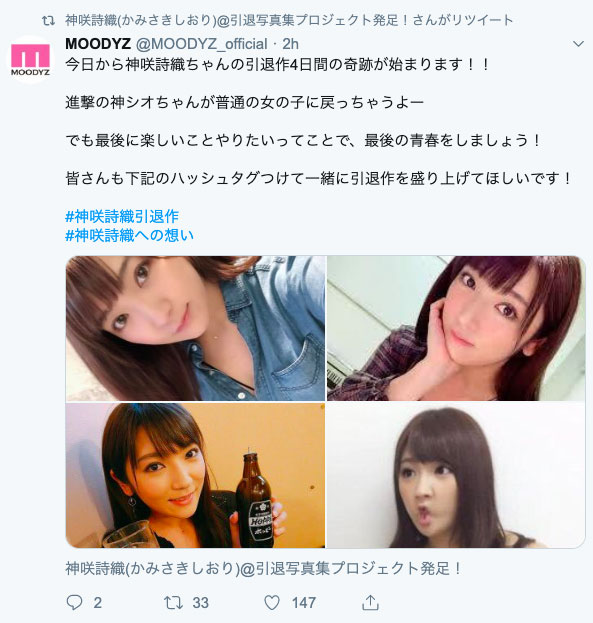 神咲詩織(かみさきしおり)@引退写真集プロジェクト発足！さんがリツイート
MOODYZ @MOODYZ_official · 2h
MOODYZ
今日から神咲詩織ちゃんの引退作4日間の奇跡が始まります！！
進撃の神シオちゃんが普通の女の子に戻っちゃうよー
でも最後に楽しいことやりたいってことで、最後の青春をしましょう！
皆さんも下記のハッシュタグつけて一緒に引退作を盛り上げてほしいです！
#神咲詩織引退作
#神咲詩織への想い
Hoppy
ホッピー
神咲詩織(かみさきしおり)@引退写真集プロジェクト発足！
2 33 147